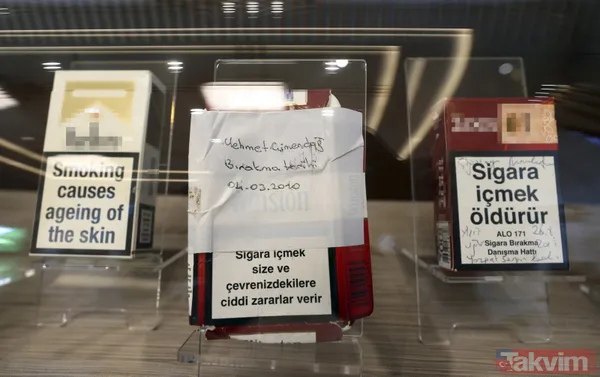 Smoking
causes
ageing of
the skin
Mehmet
Bırakma tarihi
04.03.2010
Sigara içmek
size ve
çevrenizdekilere
ciddi zararlar verir
Sigara
içmek
öldürür
ALO 171
Sigara Bırakma
Danışma Hattı
Takvim